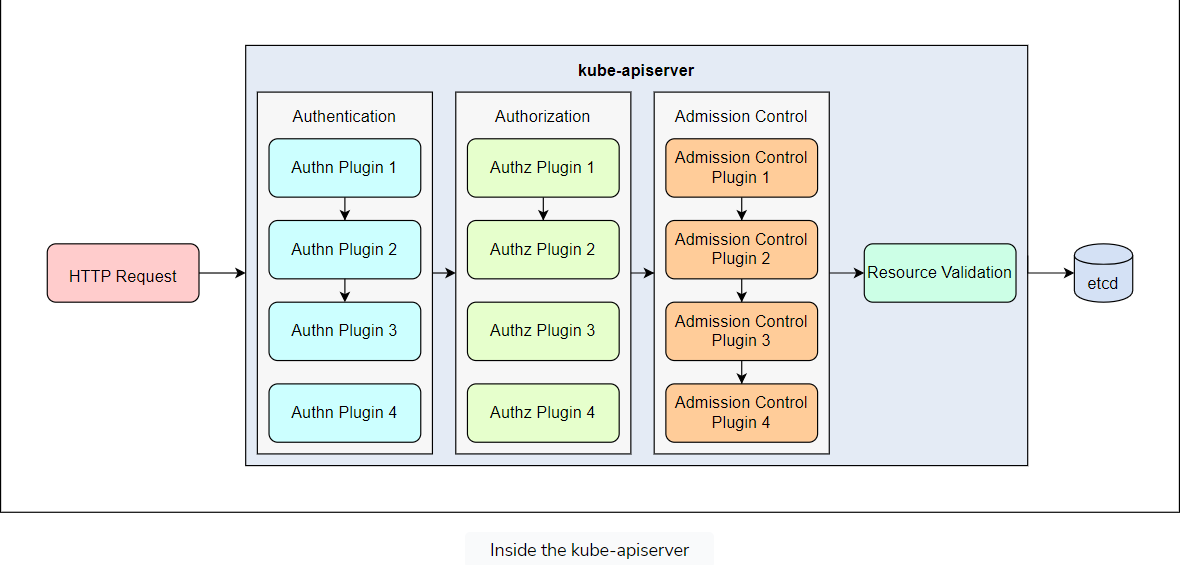 kube-apiserver
HTTP Request
Authentication
Authn Plugin 1
Authn Plugin 2
Authn Plugin 3
Authn Plugin 4
Authorization
Authz Plugin 1
Authz Plugin 2
Authz Plugin 3
Authz Plugin 4
Admission Control
Admission Control
Plugin 1
Admission Control
Plugin 2
Admission Control
Plugin 3
Admission Control
Plugin 4
Resource Validation
etcd
Inside the kube-apiserver